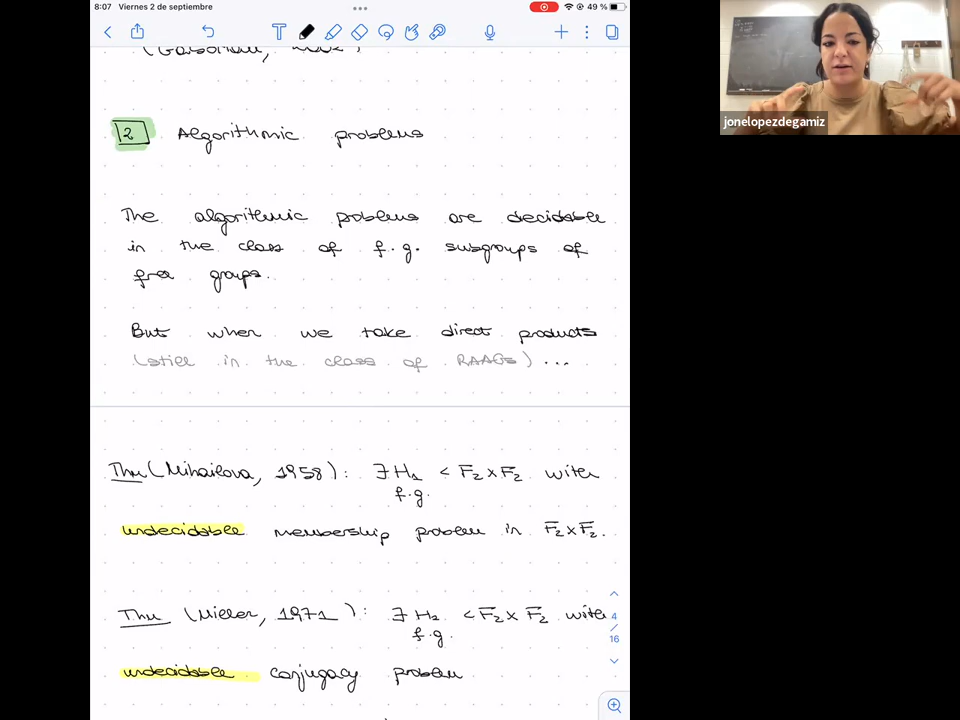 8:07 Viernes 2 de septiembre
49 %
jonelopezdegamiz
2 Algorithmic problems
The algorithmic problems are decidable
in the class of f.g. subgroups of
free groups.
But when we take direct products
(still in the class of RAAGs) ...
Thm (Mihailova, 1958): ∃ H₁ < F₂ × F₂ with
f.g.
undecidable membership problem in F₂ × F₂.
Thm (Miller, 1971): ∃ H₂ < F₂ × F₂ with
f.g.
undecidable conjugacy problem
4
/
16